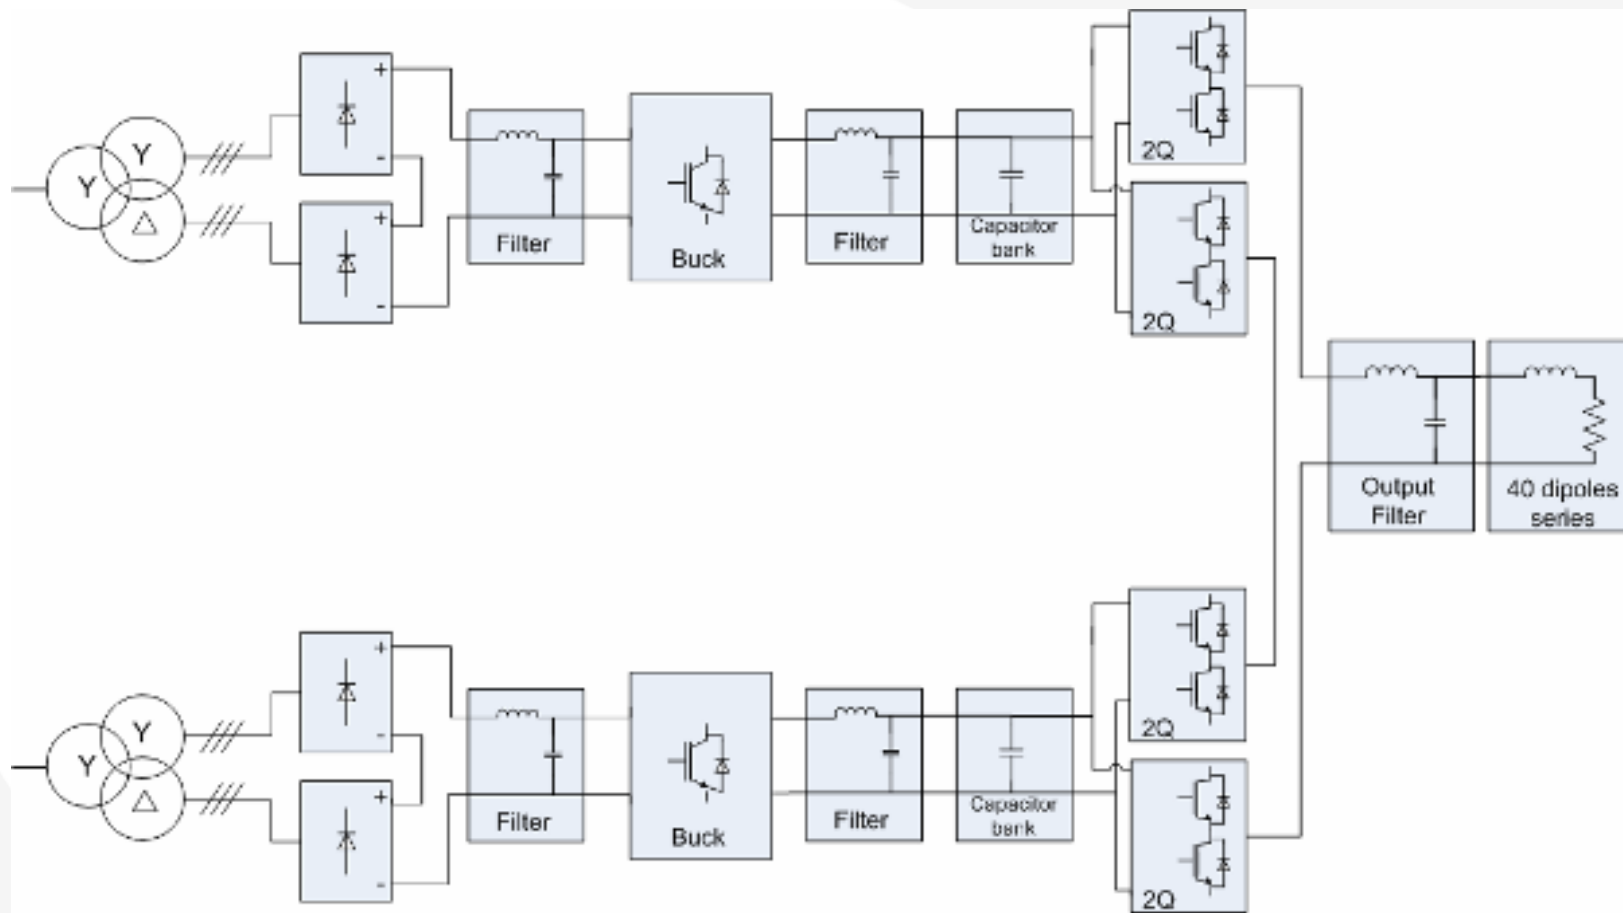 Y
Y
△
+
-
+
-
Filter
Buck
Filter
Capacitor
bank
2Q
2Q
Output
Filter
40 dipoles
series
Y
Y
△
+
-
+
-
Filter
Buck
Filter
Capacitor
bank
2Q
2Q